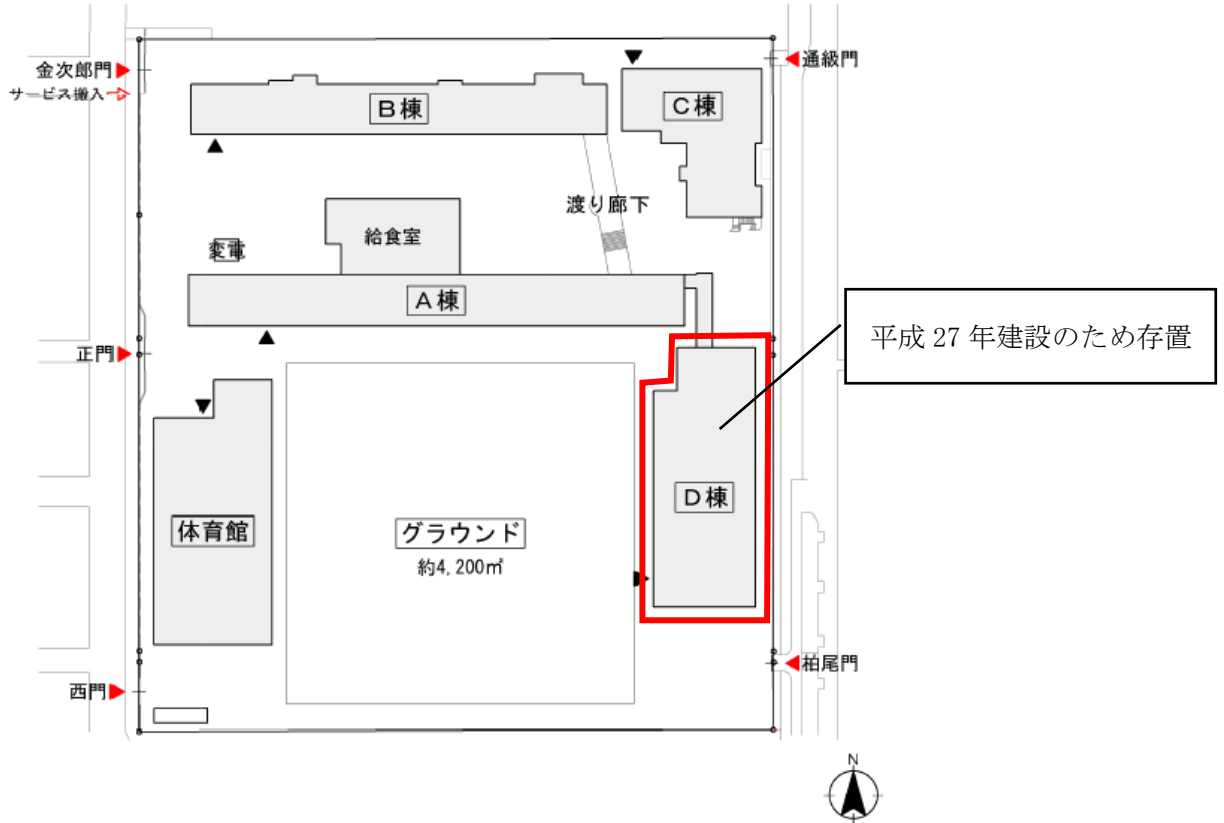 金次郎門
サービス搬入
通級門
B棟
C棟
渡り廊下
変電
給食室
A棟
正門
平成 27 年建設のため存置
D棟
体育館
グラウンド
約4,200㎡
西門
柏尾門
N